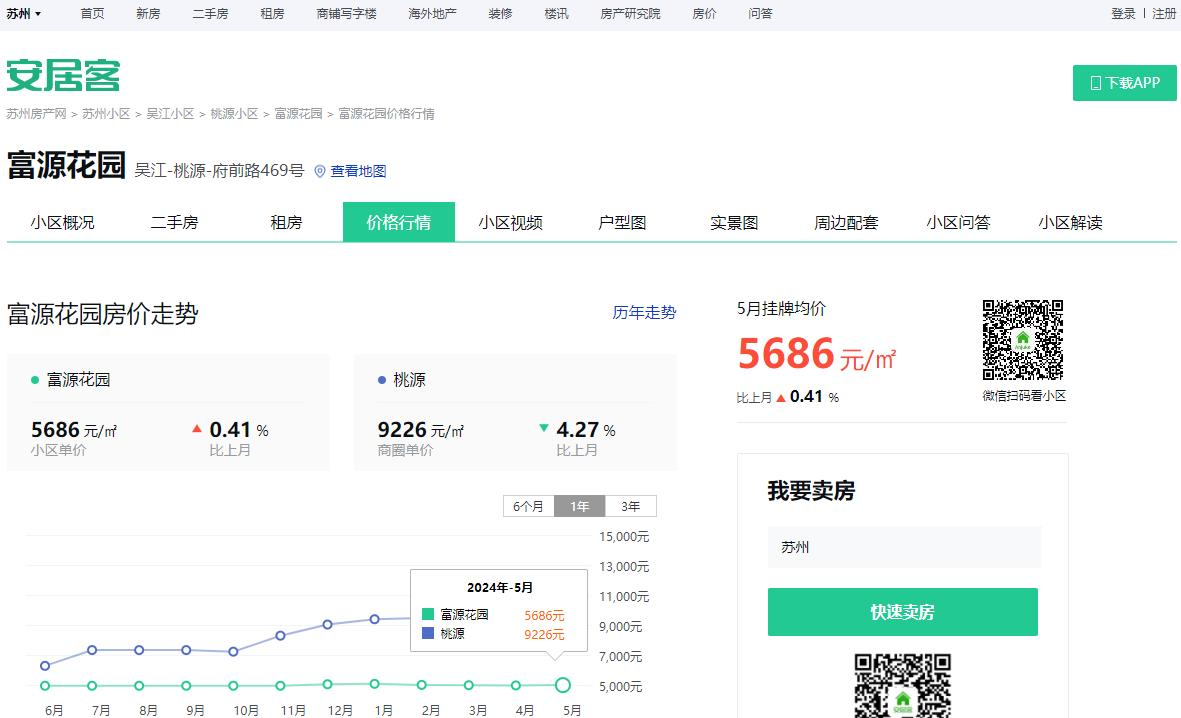 苏州 首页 新房 二手房 租房 商铺写字楼 海外地产 装修 楼讯 房产研究院 房价 问答 登录 | 注册
安居客
下载APP
苏州房产网 > 苏州小区 > 吴江小区 > 桃源小区 > 富源花园 > 富源花园价格行情
富源花园 吴江-桃源-府前路469号 查看地图
小区概况 二手房 租房 价格行情 小区视频 户型图 实景图 周边配套 小区问答 小区解读
富源花园房价走势 历年走势
富源花园
5686 元/㎡ 0.41 %
小区单价 比上月
桃源
9226 元/㎡ 4.27 %
商圈单价 比上月
6个月 1年 3年
15,000元
13,000元
11,000元
9,000元
7,000元
5,000元
2024年-5月
富源花园 5686元
桃源 9226元
6月 7月 8月 9月 10月 11月 12月 1月 2月 3月 4月 5月
5月挂牌均价
5686 元/㎡
比上月 0.41 %
Anjuke
微信扫码看小区
我要卖房
苏州
快速卖房